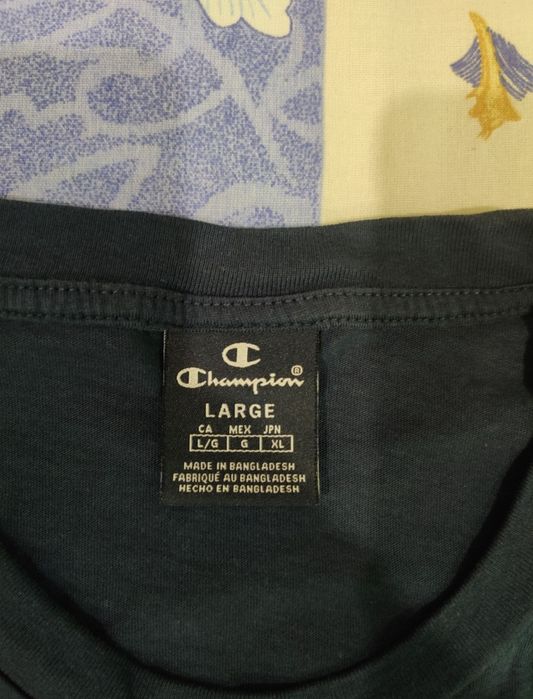 Champion®
LARGE
CA MEX JPN
L/G G XL
MADE IN BANGLADESH
FABRIQUÉ AU BANGLADESH
HECHO EN BANGLADESH